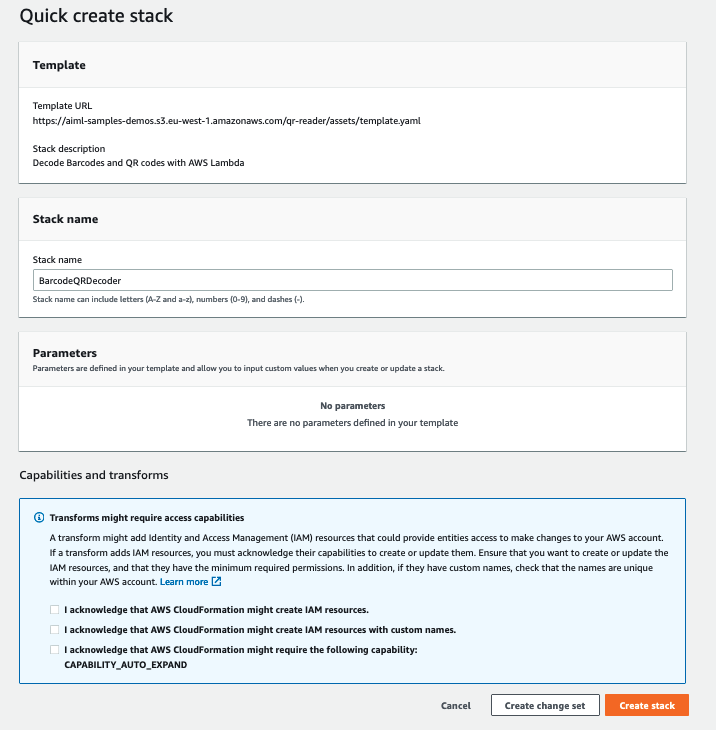 Quick create stack
Template
Template URL
https://aiml-samples-demos.s3.eu-west-1.amazonaws.com/qr-reader/assets/template.yaml
Stack description
Decode Barcodes and QR codes with AWS Lambda
Stack name
Stack name
BarcodeQRDecoder
Stack name can include letters (A-Z and a-z), numbers (0-9), and dashes (-).
Parameters
Parameters are defined in your template and allow you to input custom values when you create or update a stack.
No parameters
There are no parameters defined in your template
Capabilities and transforms
Transforms might require access capabilities
A transform might add Identity and Access Management (IAM) resources that could provide entities access to make changes to your AWS account.
If a transform adds IAM resources, you must acknowledge their capabilities to create or update them. Ensure that you want to create or update the
IAM resources, and that they have the minimum required permissions. In addition, if they have custom names, check that the names are unique
within your AWS account. Learn more
I acknowledge that AWS CloudFormation might create IAM resources.
I acknowledge that AWS CloudFormation might create IAM resources with custom names.
I acknowledge that AWS CloudFormation might require the following capability:
CAPABILITY_AUTO_EXPAND
Cancel Create change set Create stack